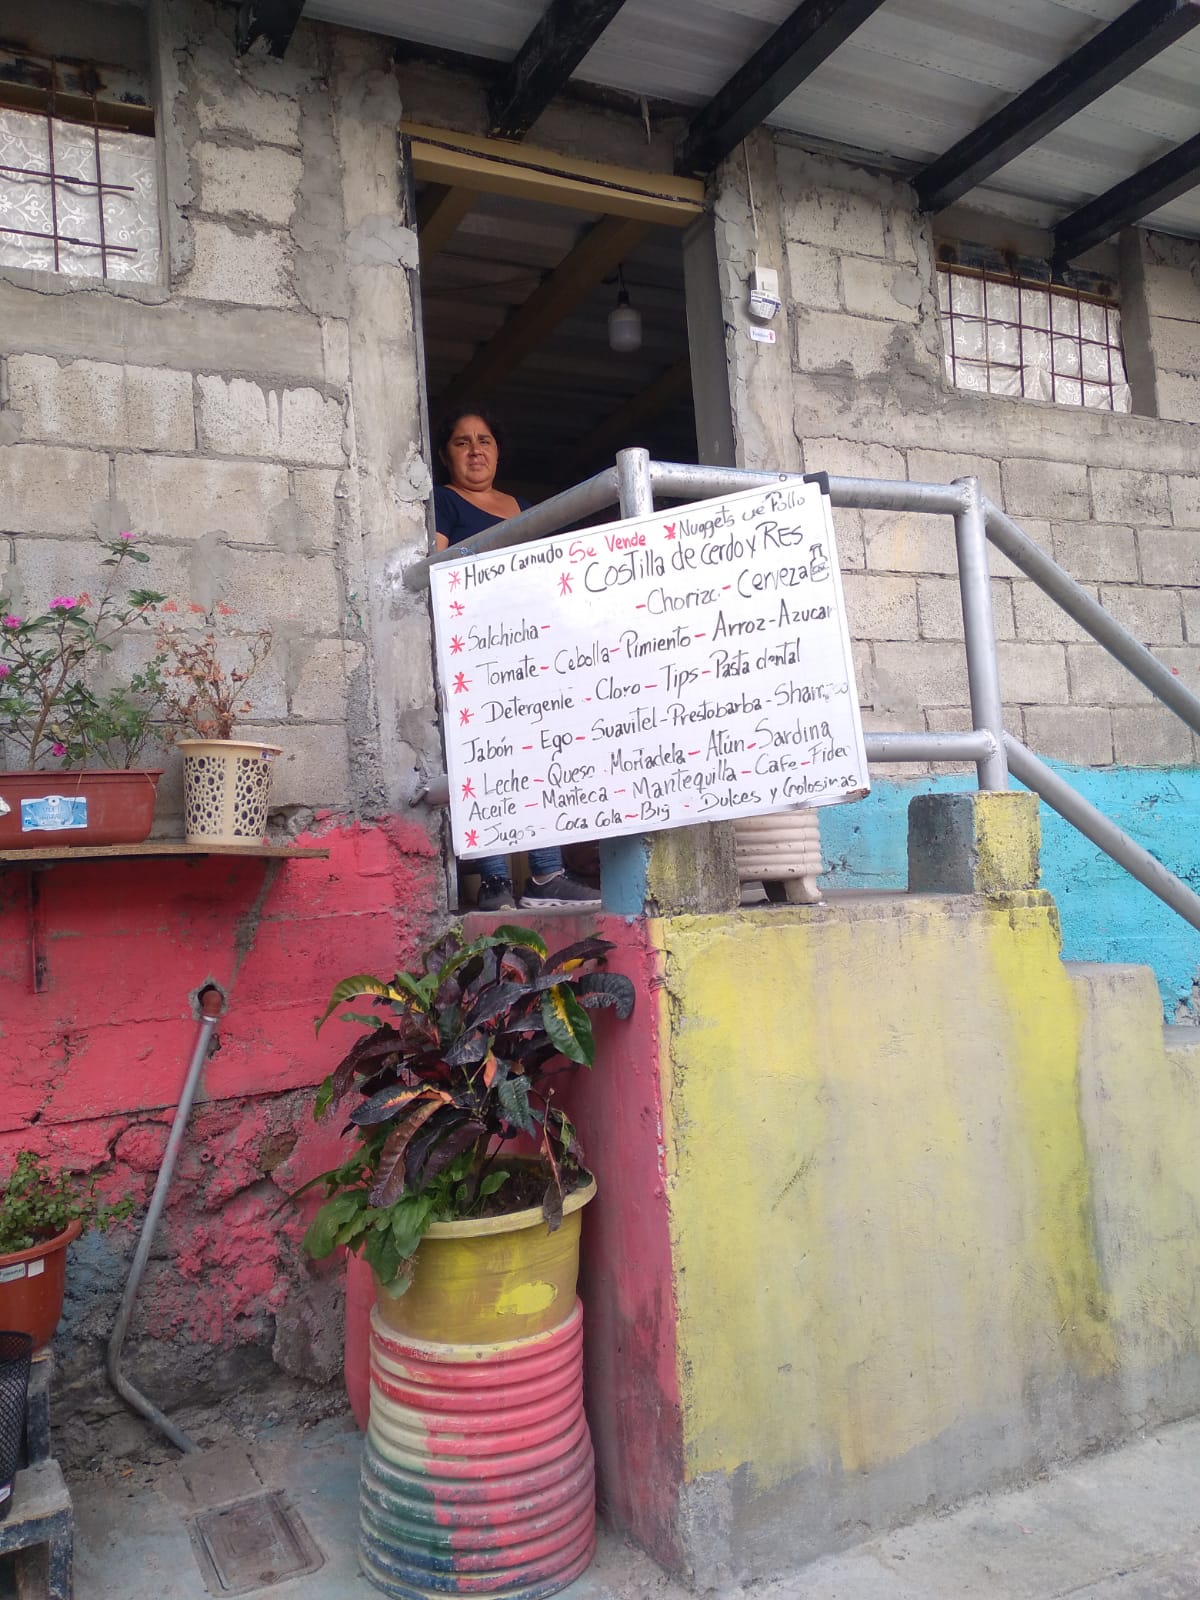 Se Vende
* Hueso Carnudo
* Nuggets de Pollo
* Costilla de cerdo y Res
*
- Chorizo - Cerveza
* Salchicha -
* Tomate - Cebolla - Pimiento - Arroz - Azucar
* Detergente - Cloro - Tips - Pasta dental
Jabón - Ego - Suavitel - Prestobarba -
* Leche - Queso - Mortadela - Atún - Sardina
Aceite - Manteca - Mantequilla - Cafe - Fideo
* Jugos - Coca Cola - Big - Dulces y Golosinas